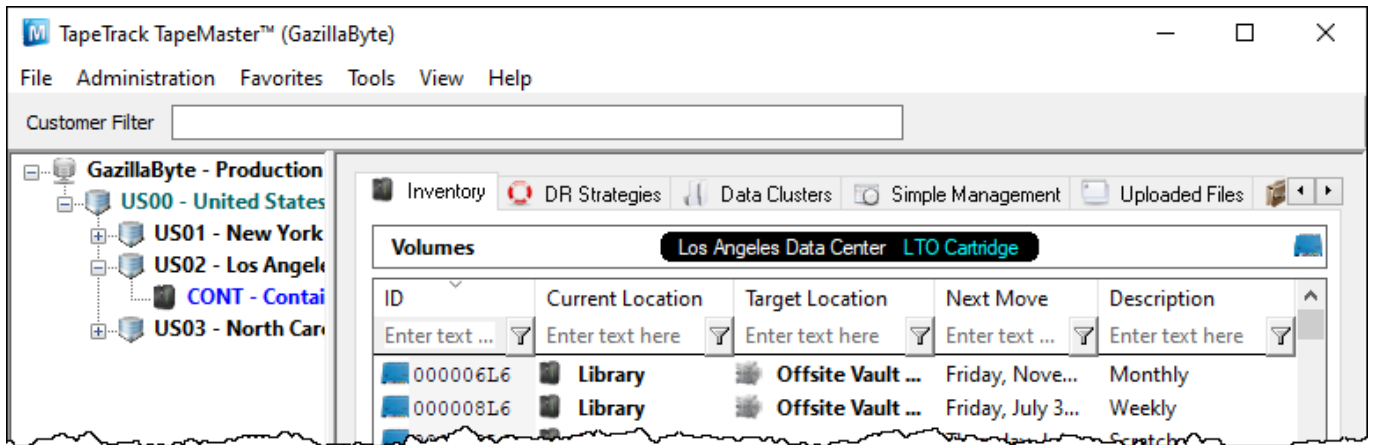 TapeTrack TapeMaster™ (GazillaByte)
File Administration Favorites Tools View Help
Customer Filter
GazillaByte - Production
US00 - United States
US01 - New York
US02 - Los Angele
CONT - Contai
US03 - North Car
Inventory DR Strategies Data Clusters Simple Management Uploaded Files
Volumes Los Angeles Data Center LTO Cartridge
ID Current Location Target Location Next Move Description
Enter text ... Enter text here Enter text here Enter text ... Enter text here
000006L6 Library Offsite Vault ... Friday, Nove... Monthly
000008L6 Library Offsite Vault ... Friday, July 3... Weekly